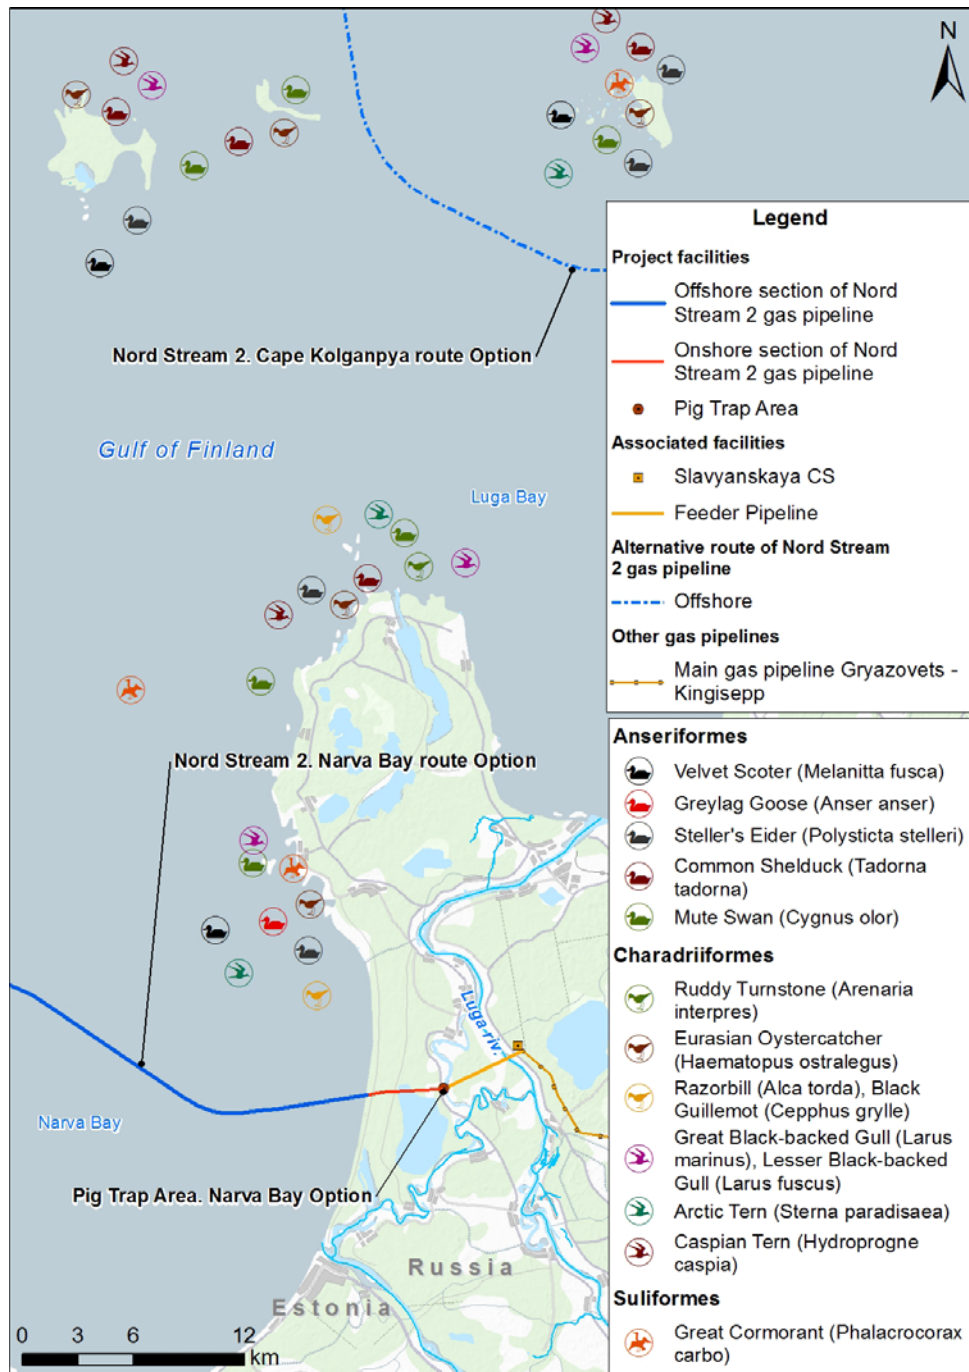 N
Legend
Project facilities
Offshore section of Nord
Stream 2 gas pipeline
Onshore section of Nord
Stream 2 gas pipeline
Pig Trap Area
Associated facilities
Slavyanskaya CS
Feeder Pipeline
Alternative route of Nord Stream
2 gas pipeline
Offshore
Other gas pipelines
Main gas pipeline Gryazovets -
Kingisepp
Anseriformes
Velvet Scoter (Melanitta fusca)
Greylag Goose (Anser anser)
Steller's Eider (Polysticta stelleri)
Common Shelduck (Tadorna
tadorna)
Mute Swan (Cygnus olor)
Charadriiformes
Ruddy Turnstone (Arenaria
interpres)
Eurasian Oystercatcher
(Haematopus ostralegus)
Razorbill (Alca torda), Black
Guillemot (Cepphus grylle)
Great Black-backed Gull (Larus
marinus), Lesser Black-backed
Gull (Larus fuscus)
Arctic Tern (Sterna paradisaea)
Caspian Tern (Hydroprogne
caspia)
Suliformes
Great Cormorant (Phalacrocorax
carbo)
Nord Stream 2. Cape Kolganpya route Option
Gulf of Finland
Luga Bay
Nord Stream 2. Narva Bay route Option
Luga-riv.
Narva Bay
Pig Trap Area. Narva Bay Option
Russia
Estonia
0 3 6 12
km